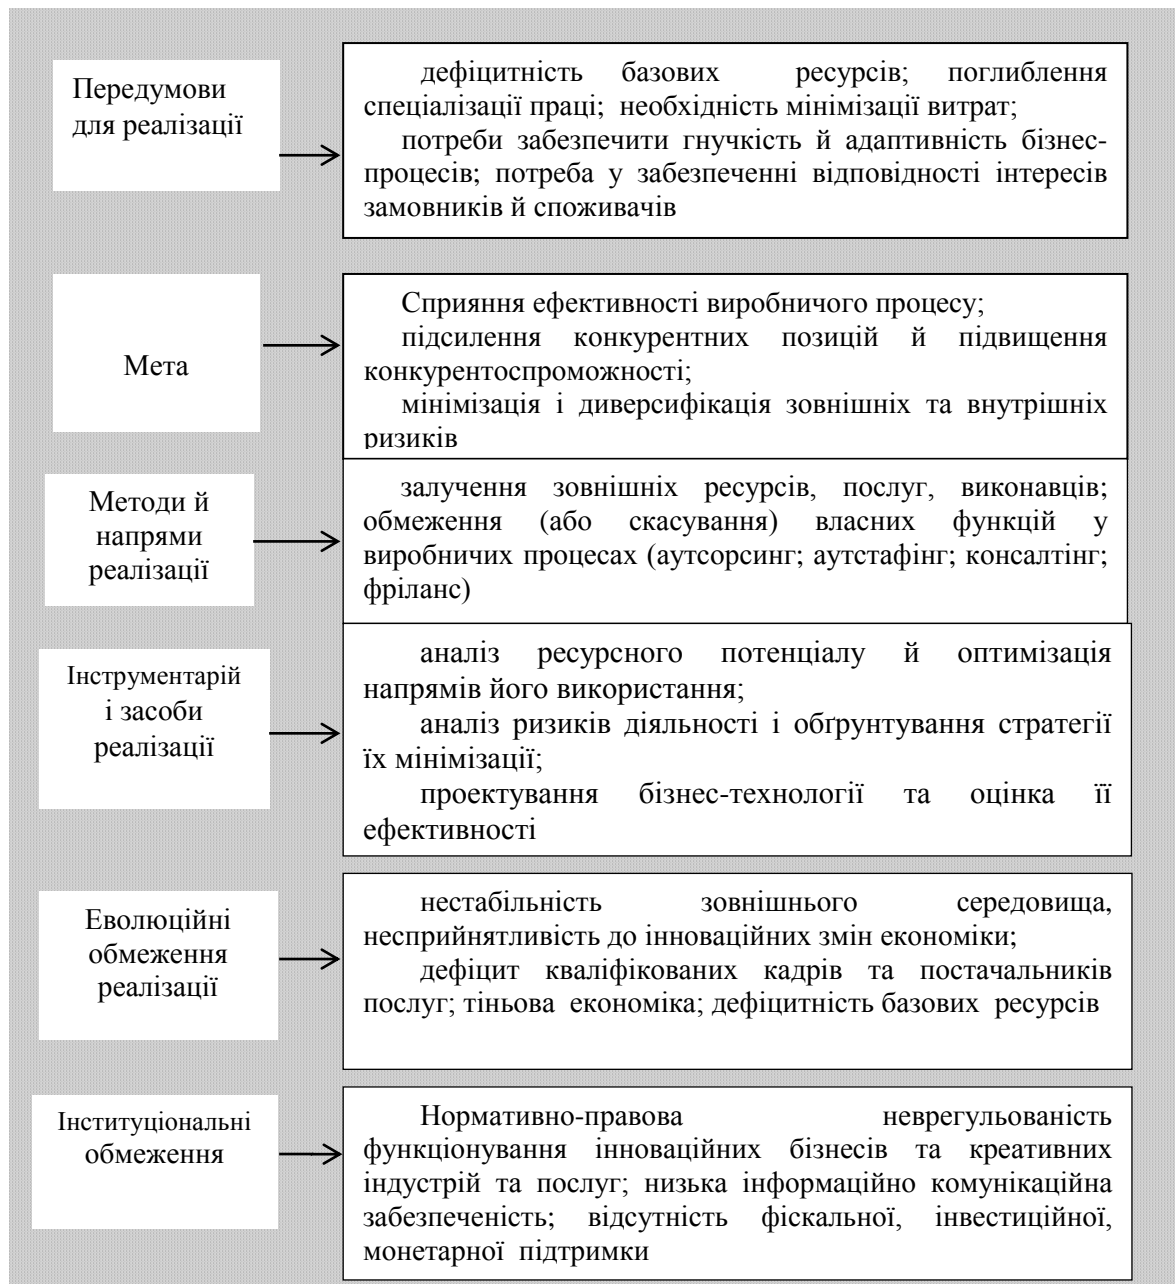 Передумови
для реалізації
дефіцитність базових ресурсів; поглиблення
спеціалізації праці; необхідність мінімізації витрат;
потреби забезпечити гнучкість й адаптивність бізнес-
процесів; потреба у забезпеченні відповідності інтересів
замовників й споживачів
Мета
Сприяння ефективності виробничого процесу;
підсилення конкурентних позицій й підвищення
конкурентоспроможності;
мінімізація і диверсифікація зовнішніх та внутрішніх
ризиків
Методи й
напрями
реалізації
залучення зовнішніх ресурсів, послуг, виконавців;
обмеження (або скасування) власних функцій у
виробничих процесах (аутсорсинг; аутстафінг; консалтінг;
фріланс)
Інструментарій
і засоби
реалізації
аналіз ресурсного потенціалу й оптимізація
напрямів його використання;
аналіз ризиків діяльності і обґрунтування стратегії
їх мінімізації;
проектування бізнес-технології та оцінка її
ефективності
Еволюційні
обмеження
реалізації
нестабільність зовнішнього середовища,
несприйнятливість до інноваційних змін економіки;
дефіцит кваліфікованих кадрів та постачальників
послуг; тіньова економіка; дефіцитність базових ресурсів
Інституціональні
обмеження
Нормативно-правова неврегульованість
функціонування інноваційних бізнесів та креативних
індустрій та послуг; низька інформаційно комунікаційна
забезпеченість; відсутність фіскальної, інвестиційної,
монетарної підтримки